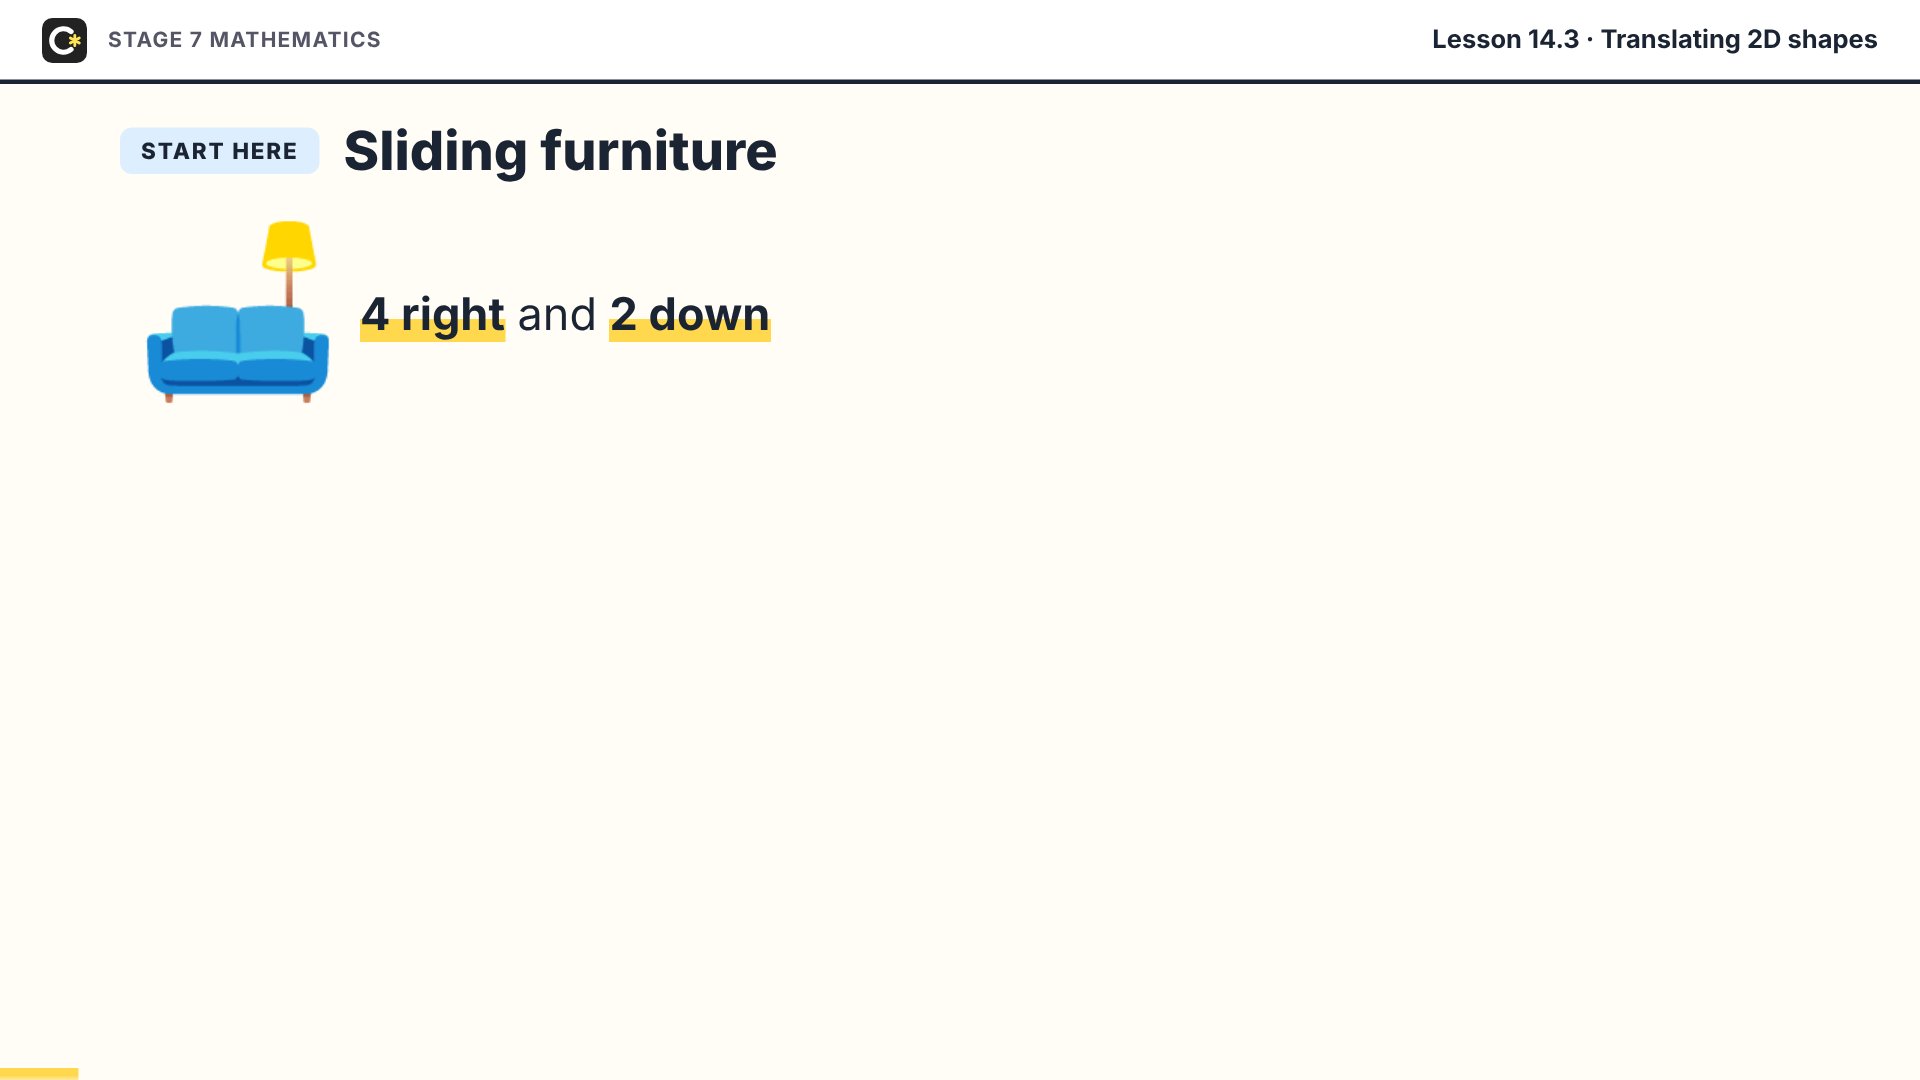 STAGE 7 MATHEMATICS
Lesson 14.3 · Translating 2D shapes
START HERE
Sliding furniture
4 right and 2 down